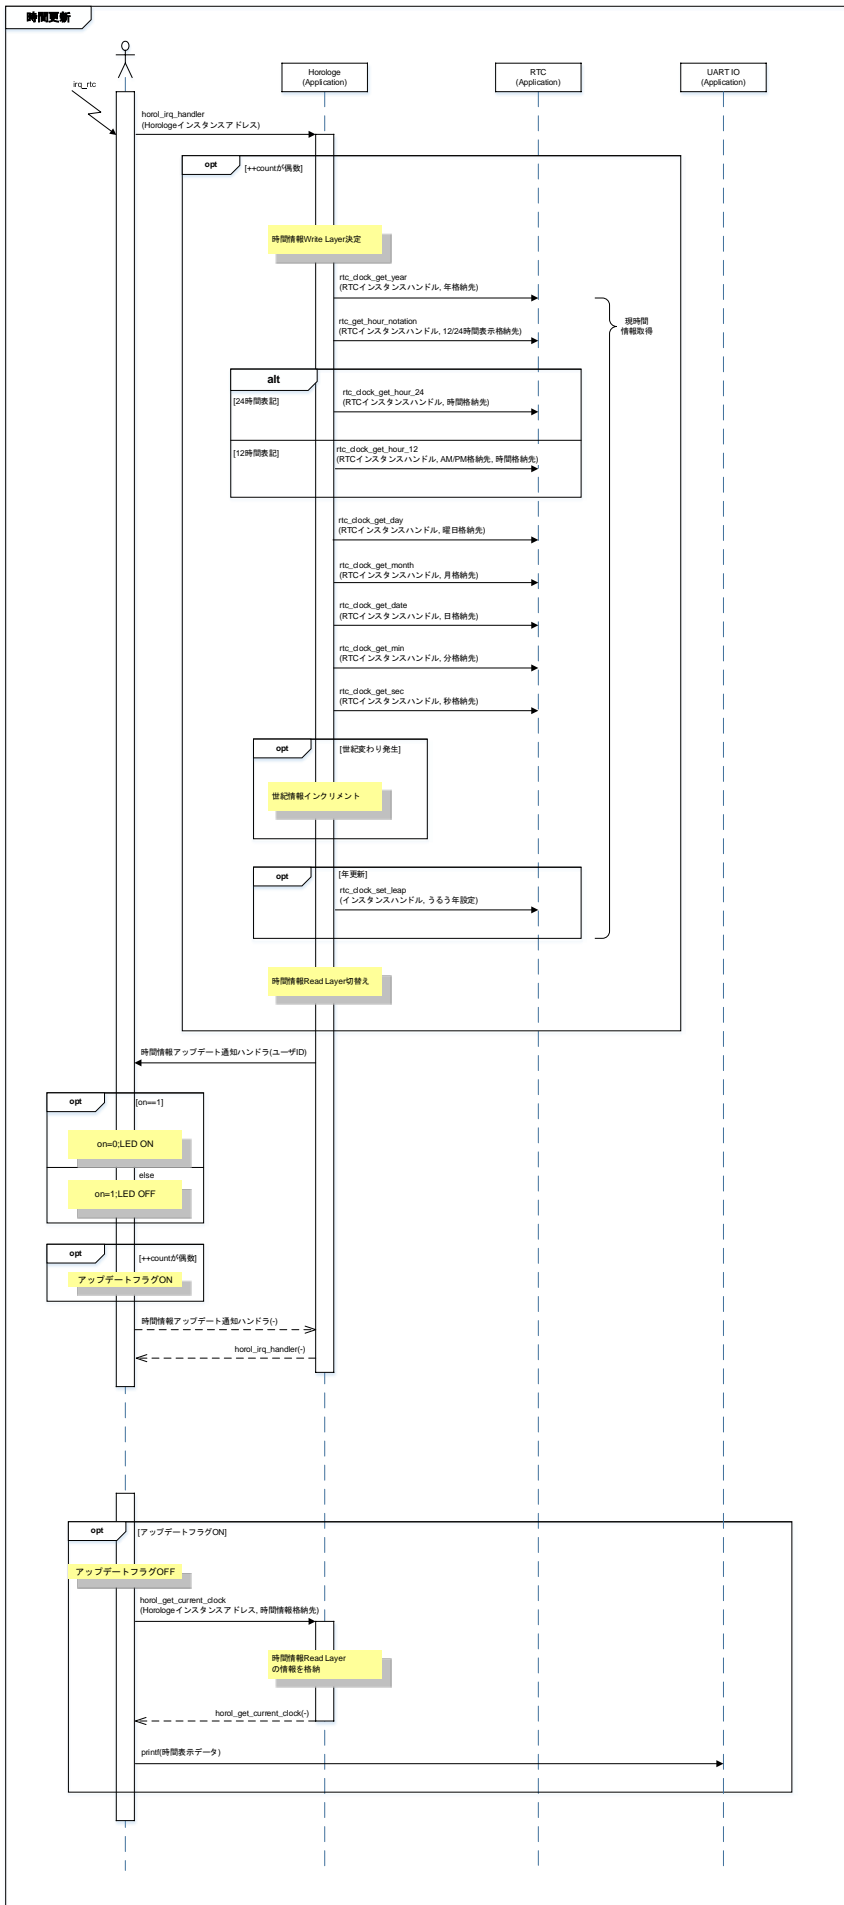 時間更新
Horologe
(Application)
RTC
(Application)
UART IO
(Application)
irq_rtc
horol_irq_handler
(Horologeインスタンスアドレス)
opt
[++countが偶数]
時間情報Write Layer決定
rtc_clock_get_year
(RTCインスタンスハンドル, 年格納先)
現時間
情報取得
rtc_get_hour_notation
(RTCインスタンスハンドル, 12/24時間表示格納先)
alt
[24時間表記]
rtc_clock_get_hour_24
(RTCインスタンスハンドル, 時間格納先)
[12時間表記]
rtc_clock_get_hour_12
(RTCインスタンスハンドル, AM/PM格納先, 時間格納先)
rtc_clock_get_day
(RTCインスタンスハンドル, 曜日格納先)
rtc_clock_get_month
(RTCインスタンスハンドル, 月格納先)
rtc_clock_get_date
(RTCインスタンスハンドル, 日格納先)
rtc_clock_get_min
(RTCインスタンスハンドル, 分格納先)
rtc_clock_get_sec
(RTCインスタンスハンドル, 秒格納先)
opt
[世紀変わり発生]
世紀情報インクリメント
opt
[年更新]
rtc_clock_set_leap
(インスタンスハンドル, うるう年設定)
時間情報Read Layer切替え
時間情報アップデート通知ハンドラ(ユーザID)
opt
[on==1]
on=0;LED ON
else
on=1;LED OFF
opt
[++countが偶数]
アップデートフラグON
時間情報アップデート通知ハンドラ(-)
horol_irq_handler(-)
opt
[アップデートフラグON]
アップデートフラグOFF
horol_get_current_clock
(Horologeインスタンスアドレス, 時間情報格納先)
時間情報Read Layer
の情報を格納
horol_get_current_clock(-)
printf(時間表示データ)